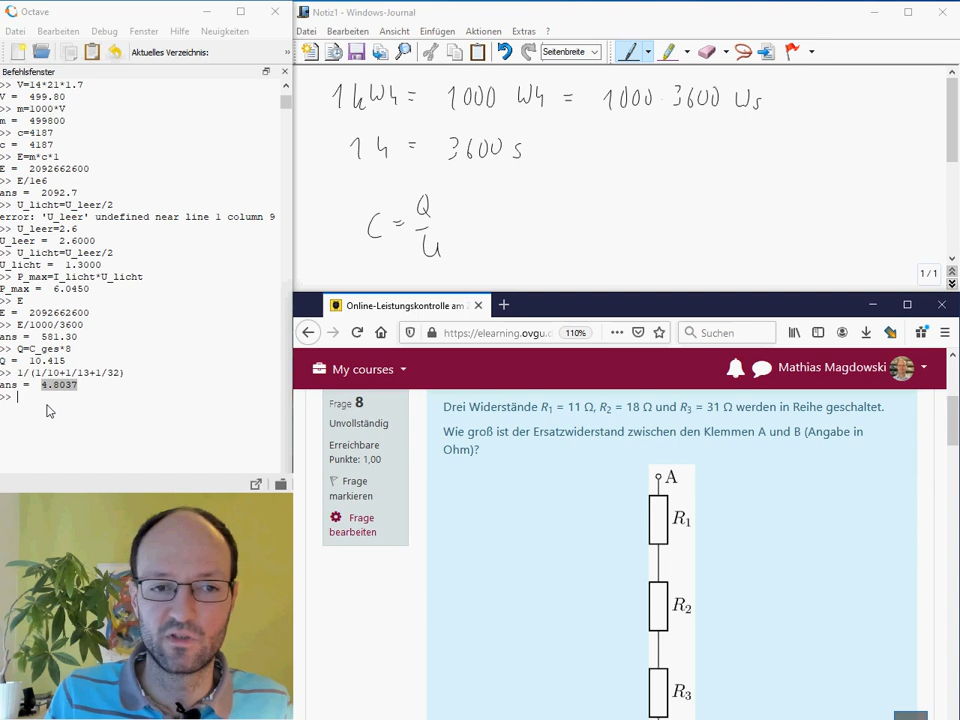 Octave
Datei Bearbeiten Debug Fenster Hilfe Neuigkeiten
Aktuelles Verzeichnis: »
Befehlsfenster
>> V=14*21*1.7
V = 499.80
>> m=1000*V
m = 499800
>> c=4187
c = 4187
>> E=m*c*1
E = 2092662600
>> E/1e6
ans = 2092.7
>> U_licht=U_leer/2
error: 'U_leer' undefined near line 1 column 9
>> U_leer=2.6
U_leer = 2.6000
>> U_licht=U_leer/2
U_licht = 1.3000
>> P_max=I_licht*U_licht
P_max = 6.0450
>> E
E = 2092662600
>> E/1000/3600
ans = 581.30
>> Q=C_ges*8
Q = 10.415
>> 1/(1/10+1/13+1/32)
ans = 4.8037
>>
Notiz1 - Windows-Journal
Datei Bearbeiten Ansicht Einfügen Aktionen Extras ?
Seitenbreite
1 kWh = 1000 Wh = 1000 · 3600 Ws
1 h = 3600 s
C = Q
U
1 / 1
Online-Leistungskontrolle am
https://elearning.ovgu. 110% Suchen
My courses Mathias Magdowski
Frage 8
Unvollständig
Erreichbare
Punkte: 1,00
Frage
markieren
Frage
bearbeiten
Drei Widerstände R₁ = 11 Ω, R₂ = 18 Ω und R₃ = 31 Ω werden in Reihe geschaltet.
Wie groß ist der Ersatzwiderstand zwischen den Klemmen A und B (Angabe in
Ohm)?
A
R₁
R₂
R₃